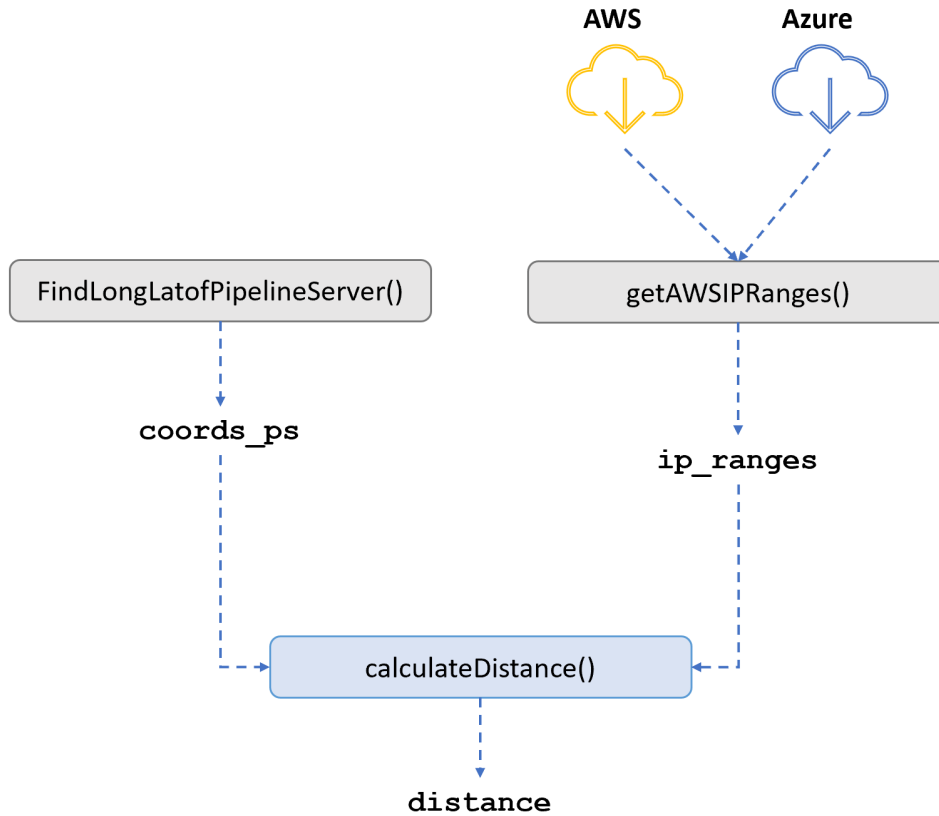 AWS
Azure
FindLongLatofPipelineServer()
getAWSIPRanges()
coords_ps
ip_ranges
calculateDistance()
distance